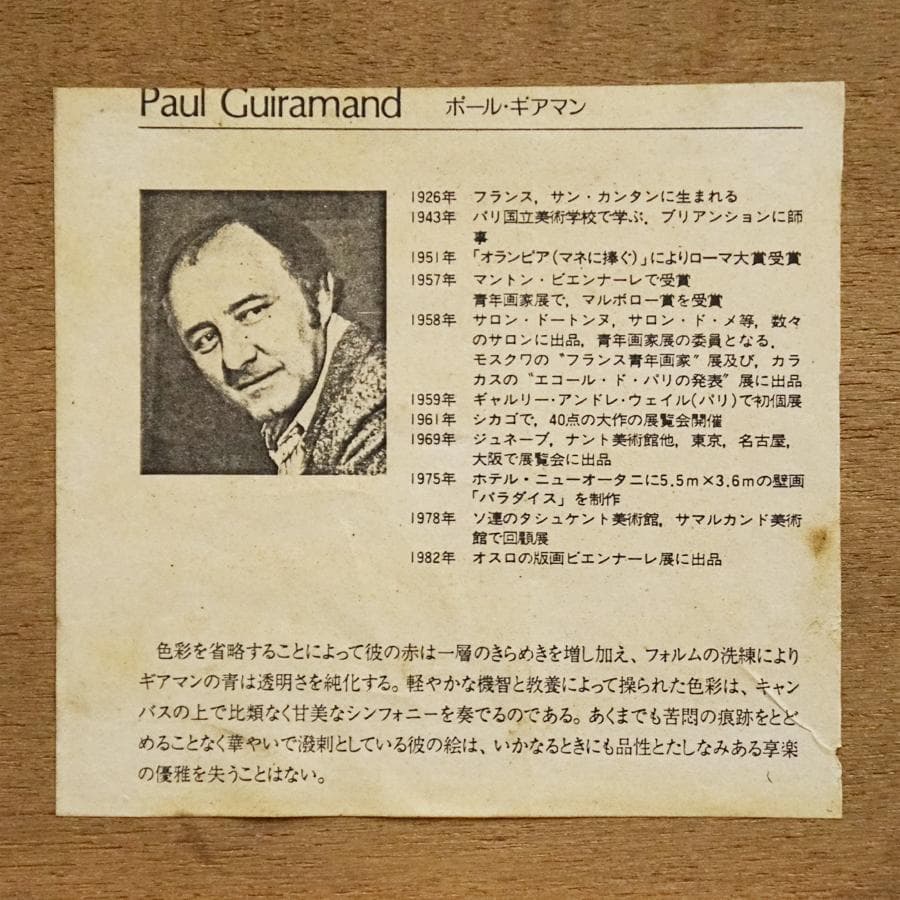 Paul Guiramand ポール・ギアマン
1926年 フランス，サン・カンタンに生まれる
1943年 パリ国立美術学校で学ぶ，ブリアンションに師
事
1951年 「オランピア（マネに捧ぐ）」によりローマ大賞受賞
1957年 マントン・ビエンナーレで受賞
青年画家展で，マルボロー賞を受賞
1958年 サロン・ドートンヌ，サロン・ド・メ等，数々
のサロンに出品，青年画家展の委員となる．
モスクワの〝フランス青年画家〞展及び，カラ
カスの〝エコール・ド・パリの発表〞展に出品
1959年 ギャルリー・アンドレ・ウェイル（パリ）で初個展
1961年 シカゴで，40点の大作の展覧会開催
1969年 ジュネーブ，ナント美術館他，東京，名古屋，
大阪で展覧会に出品
1975年 ホテル・ニューオータニに5.5m×3.6mの壁画
「パラダイス」を制作
1978年 ソ連のタシュケント美術館，サマルカンド美術
館で回顧展
1982年 オスロの版画ビエンナーレ展に出品
色彩を省略することによって彼の赤は一層のきらめきを増し加え、フォルムの洗練により
ギアマンの青は透明さを純化する。軽やかな機智と教養によって操られた色彩は、キャン
バスの上で比類なく甘美なシンフォニーを奏でるのである。あくまでも苦悶の痕跡をとど
めることなく華やいで潑剌としている彼の絵は、いかなるときにも品性とたしなみある享楽
の優雅を失うことはない。